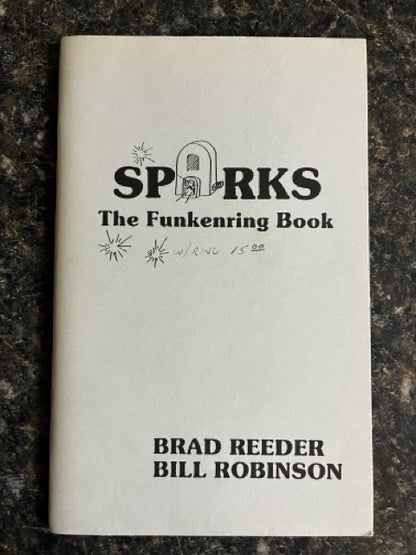 SPARKS
The Funkenring Book
W/RING 15.00
BRAD REEDER
BILL ROBINSON